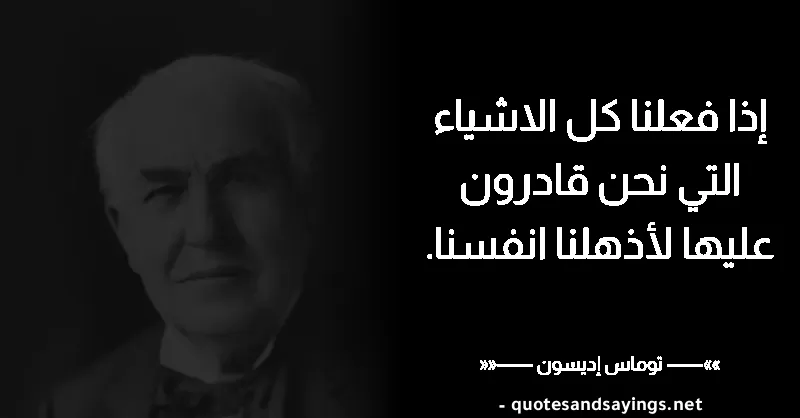 إذا فعلنا كل الاشياء
التي نحن قادرون
عليها لأذهلنا انفسنا.
»»—— توماس إديسون ——««
- quotesandsayings.net